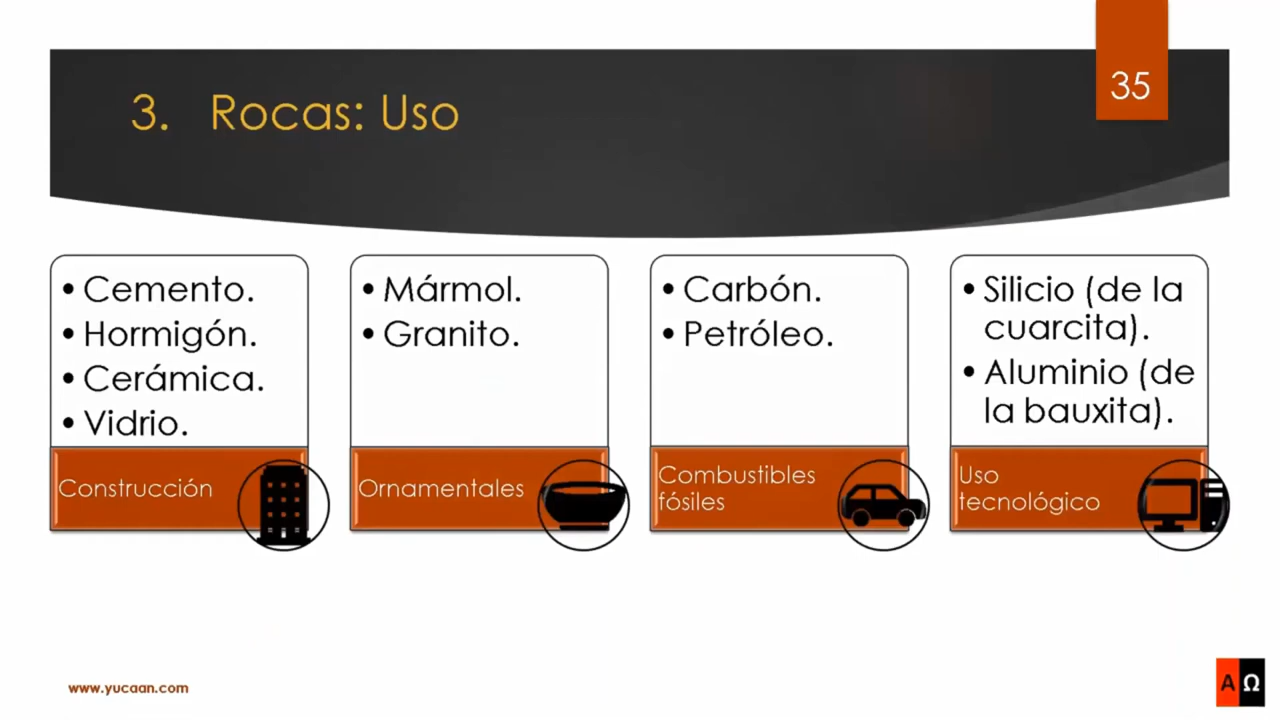 35
3. Rocas: Uso
• Cemento.
• Hormigón.
• Cerámica.
• Vidrio.
Construcción
• Mármol.
• Granito.
Ornamentales
• Carbón.
• Petróleo.
Combustibles
fósiles
• Silicio (de la
cuarcita).
• Aluminio (de
la bauxita).
Uso
tecnológico
www.yucaan.com
ΑΩ